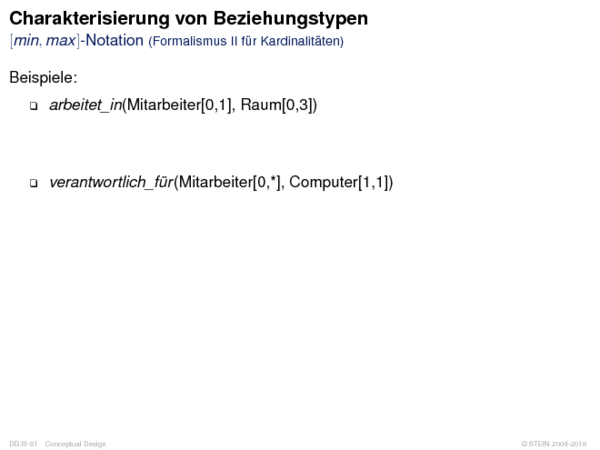 Charakterisierung von Beziehungstypen
[min, max]-Notation (Formalismus II für Kardinalitäten)
Beispiele:
❑ arbeitet_in(Mitarbeiter[0,1], Raum[0,3])
❑ verantwortlich_für(Mitarbeiter[0,*], Computer[1,1])
DB:III-61 Conceptual Design © STEIN 2004-2016